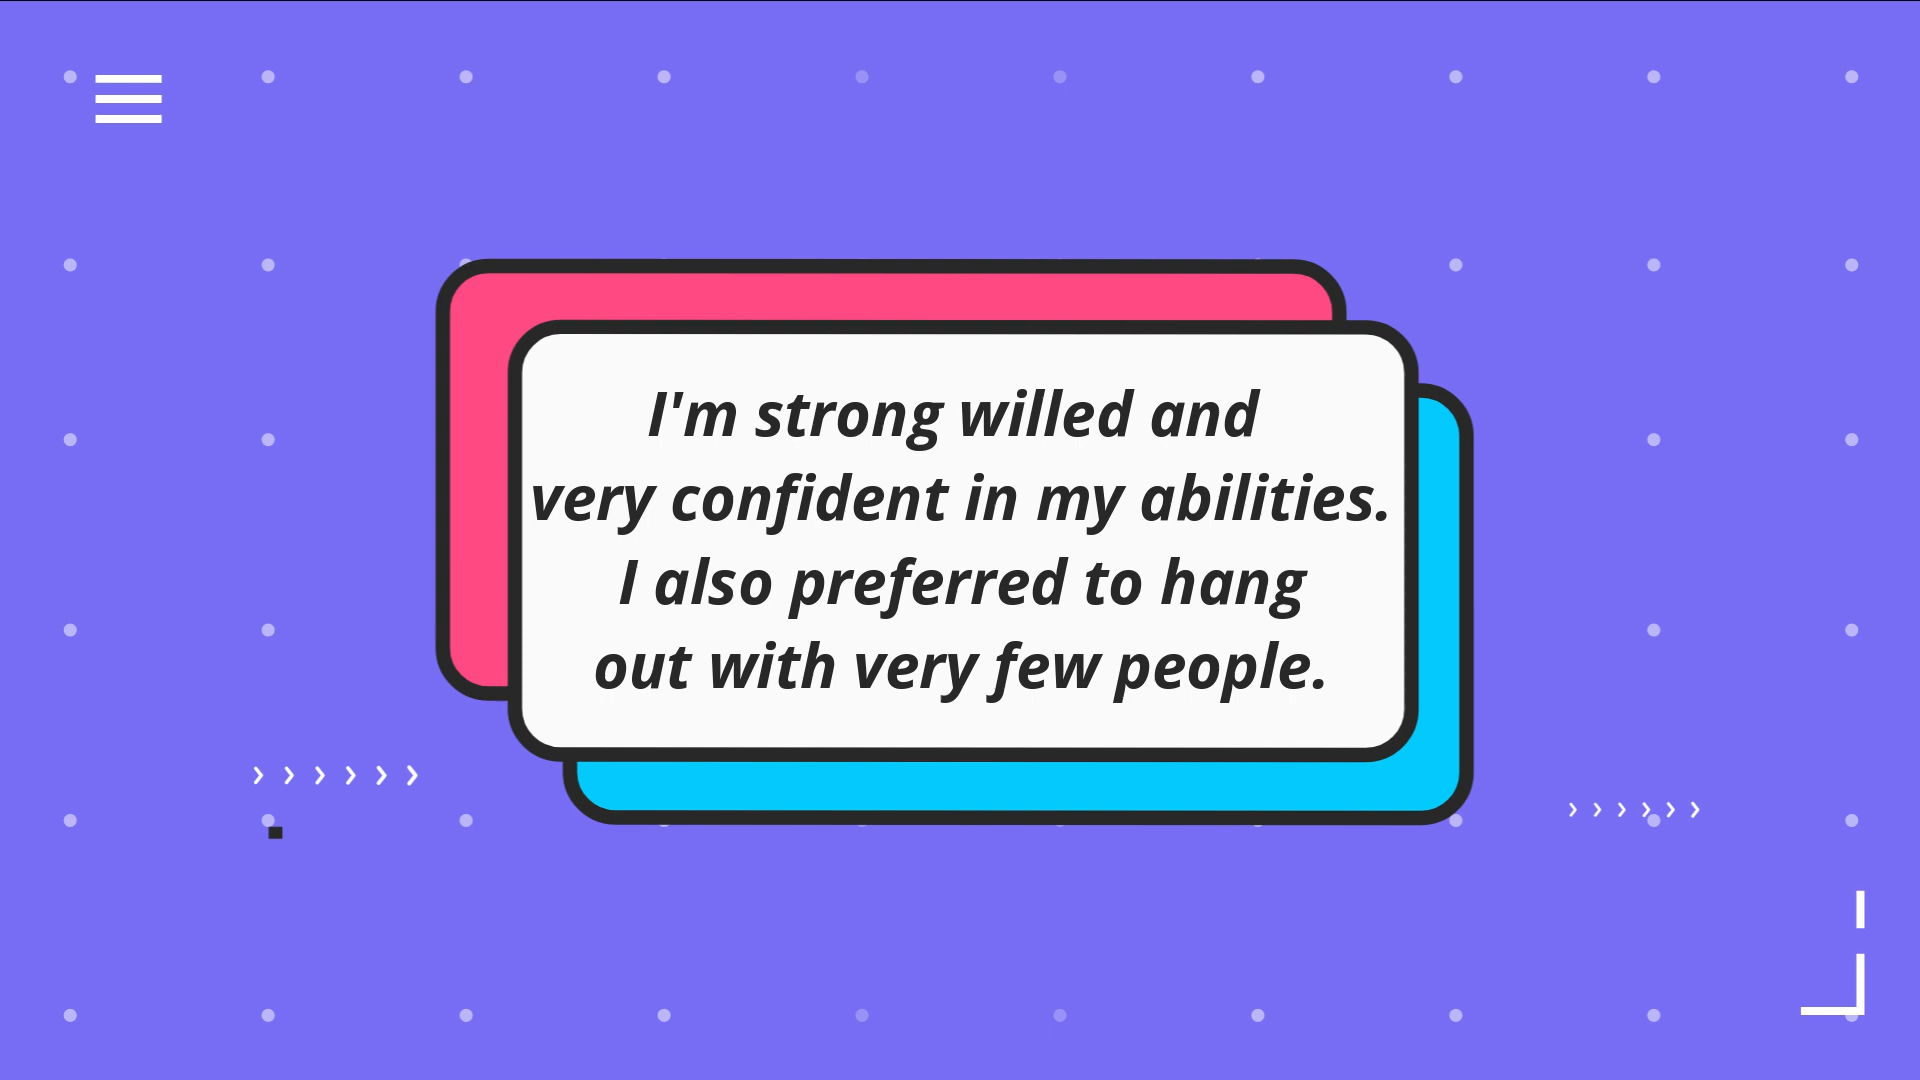 I'm strong willed and
very confident in my abilities.
I also preferred to hang
out with very few people.